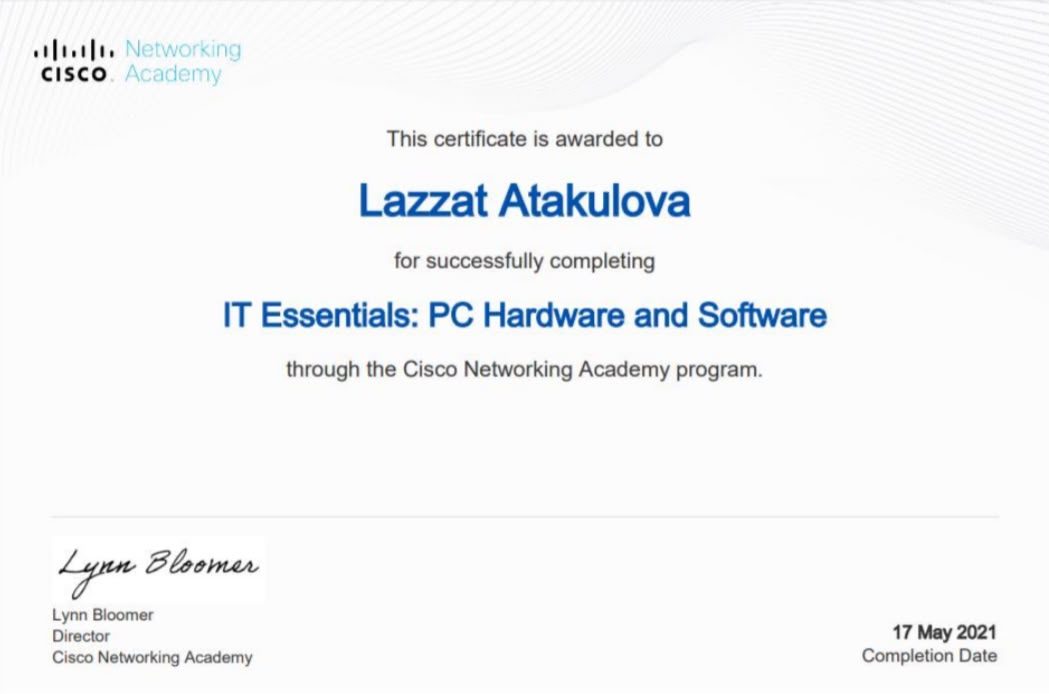 Networking
CISCO. Academy
This certificate is awarded to
Lazzat Atakulova
for successfully completing
IT Essentials: PC Hardware and Software
through the Cisco Networking Academy program.
Lynn Bloomer
Lynn Bloomer
Director
Cisco Networking Academy
17 May 2021
Completion Date